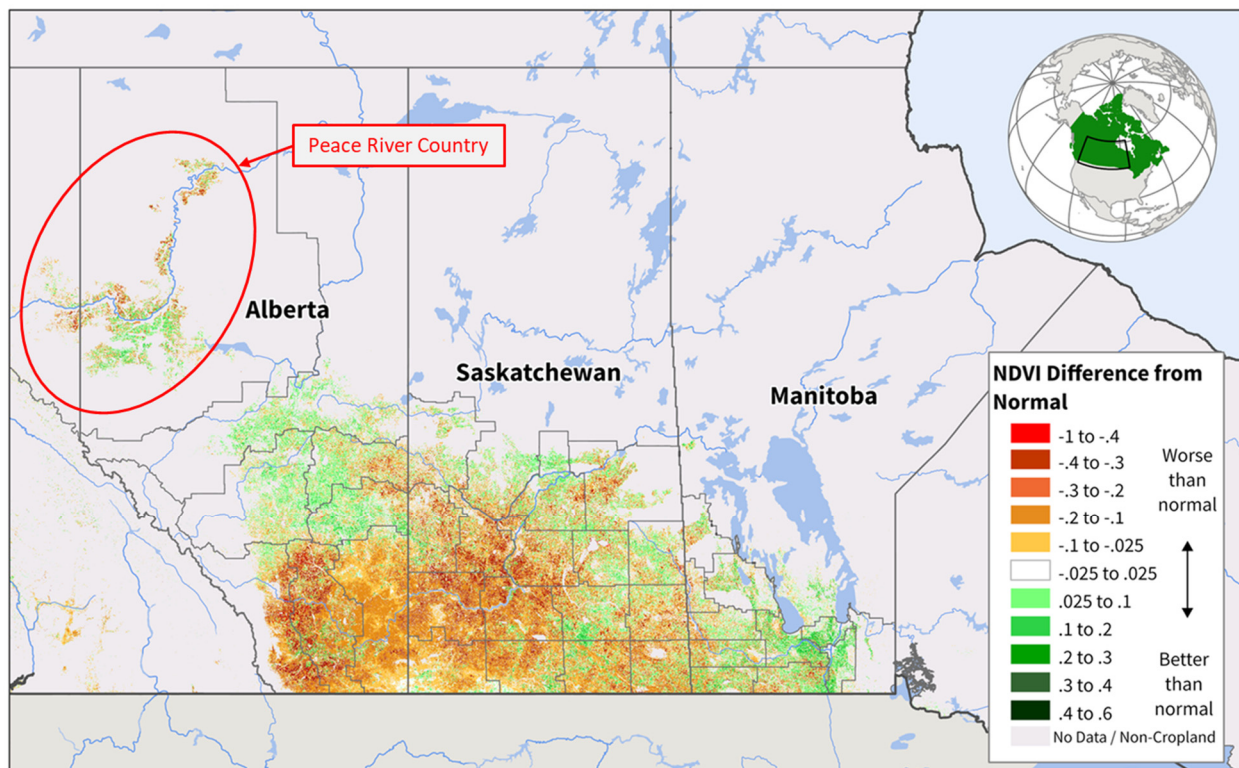 Peace River Country
Alberta
Saskatchewan
Manitoba
NDVI Difference from
Normal
-1 to -.4
-.4 to -.3
-.3 to -.2
-.2 to -.1
-.1 to -.025
-.025 to .025
.025 to .1
.1 to .2
.2 to .3
.3 to .4
.4 to .6
No Data / Non-Cropland
Worse
than
normal
Better
than
normal